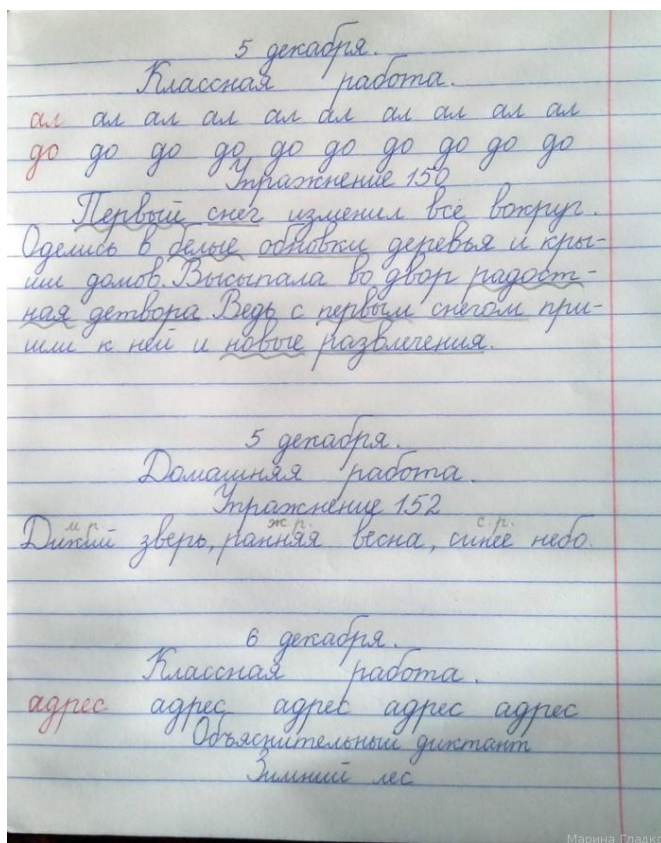 5 декабря.
Классная работа.
ал ал ал ал ал ал ал ал ал ал
до до до до до до до до до до
Упражнение 150
Первый снег изменил всё вокруг.
Оделись в белые обновки деревья и кры-
ши домов. Высыпала во двор радост-
ная детвора Ведь с первым снегом при-
шли к ней и новые развлечения.
5 декабря.
Домашняя работа.
Упражнение 152
м.р. ж.р. с.р.
Дикий зверь, ранняя весна, синее небо.
6 декабря.
Классная работа.
адрес адрес адрес адрес адрес
Объяснительный диктант
Зимний лес
Марина Гладко